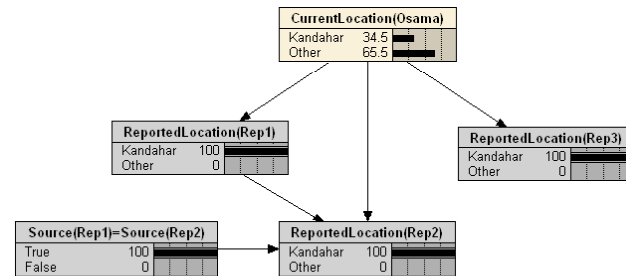 CurrentLocation(Osama)
Kandahar 34.5
Other 65.5
ReportedLocation(Rep1)
Kandahar 100
Other 0
ReportedLocation(Rep3)
Kandahar 100
Other 0
Source(Rep1)=Source(Rep2)
True 100
False 0
ReportedLocation(Rep2)
Kandahar 100
Other 0